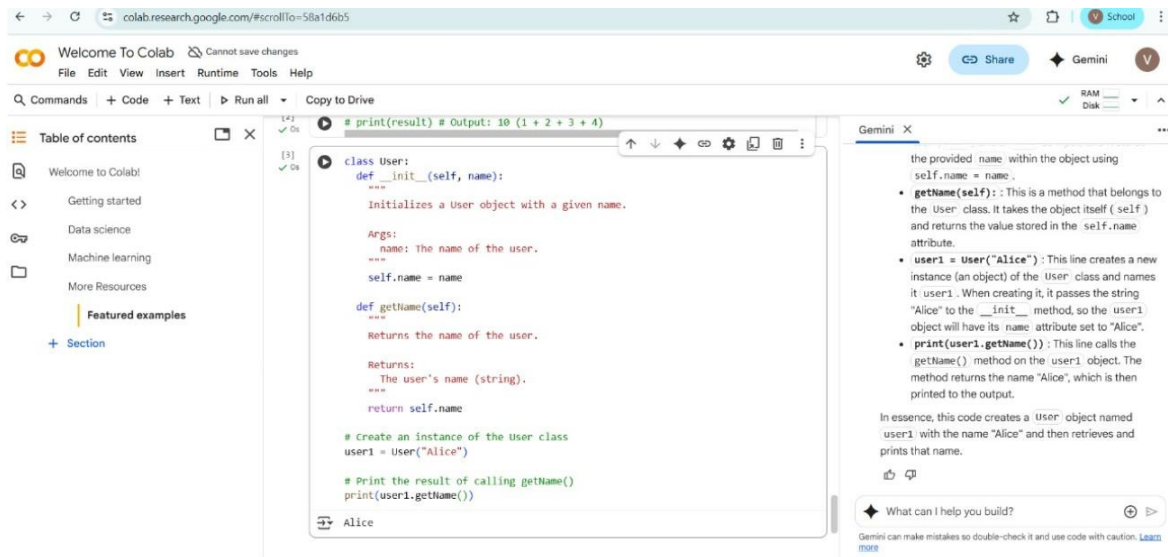 colab.research.google.com/#scrollTo=58a1d6b5
V School
Welcome To Colab Cannot save changes
File Edit View Insert Runtime Tools Help
Share
Gemini
V
Commands + Code + Text Run all Copy to Drive
RAM
Disk
Table of contents
Welcome to Colab!
Getting started
Data science
Machine learning
More Resources
Featured examples
+ Section
0s
# print(result) # Output: 10 (1 + 2 + 3 + 4)
[3]
0s
class User:
def __init__(self, name):
"""
Initializes a User object with a given name.
Args:
name: The name of the user.
"""
self.name = name
def getName(self):
"""
Returns the name of the user.
Returns:
The user's name (string).
"""
return self.name
# Create an instance of the User class
user1 = User("Alice")
# Print the result of calling getName()
print(user1.getName())
Alice
Gemini X
the provided name within the object using
self.name = name .
• getName(self): : This is a method that belongs to
the User class. It takes the object itself ( self )
and returns the value stored in the self.name
attribute.
• user1 = User("Alice") : This line creates a new
instance (an object) of the User class and names
it user1 . When creating it, it passes the string
"Alice" to the __init__ method, so the user1
object will have its name attribute set to "Alice".
• print(user1.getName()) : This line calls the
getName() method on the user1 object. The
method returns the name "Alice", which is then
printed to the output.
In essence, this code creates a User object named
user1 with the name "Alice" and then retrieves and
prints that name.
What can I help you build?
Gemini can make mistakes so double-check it and use code with caution. Learn
more